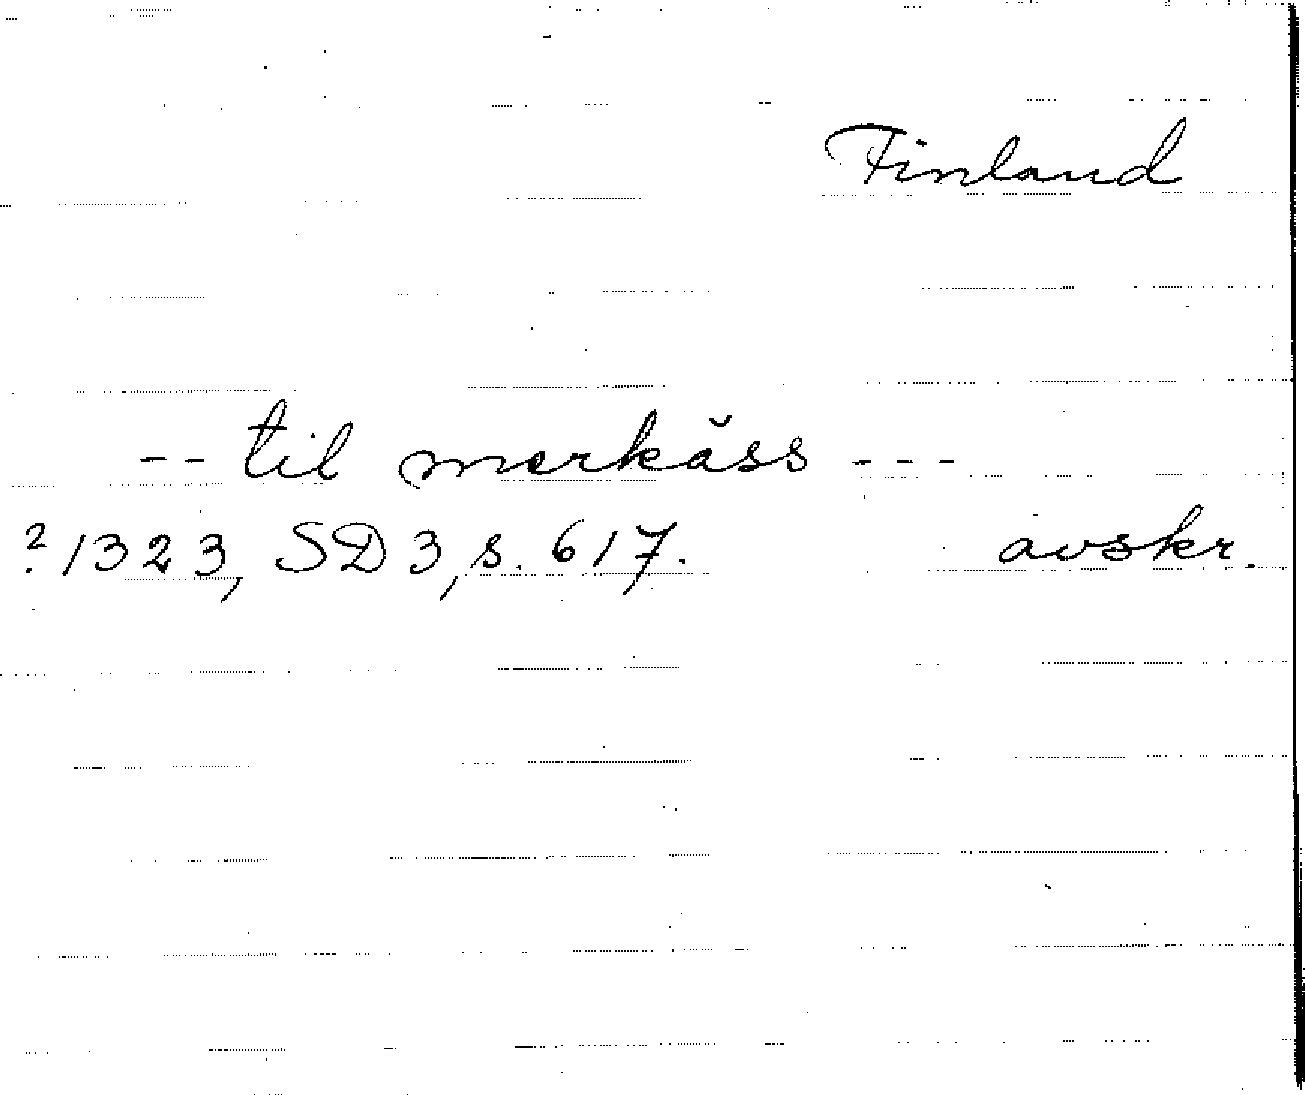 Finland
-- til merkäss ---
? 1323, SD 3, s. 617. avskr.